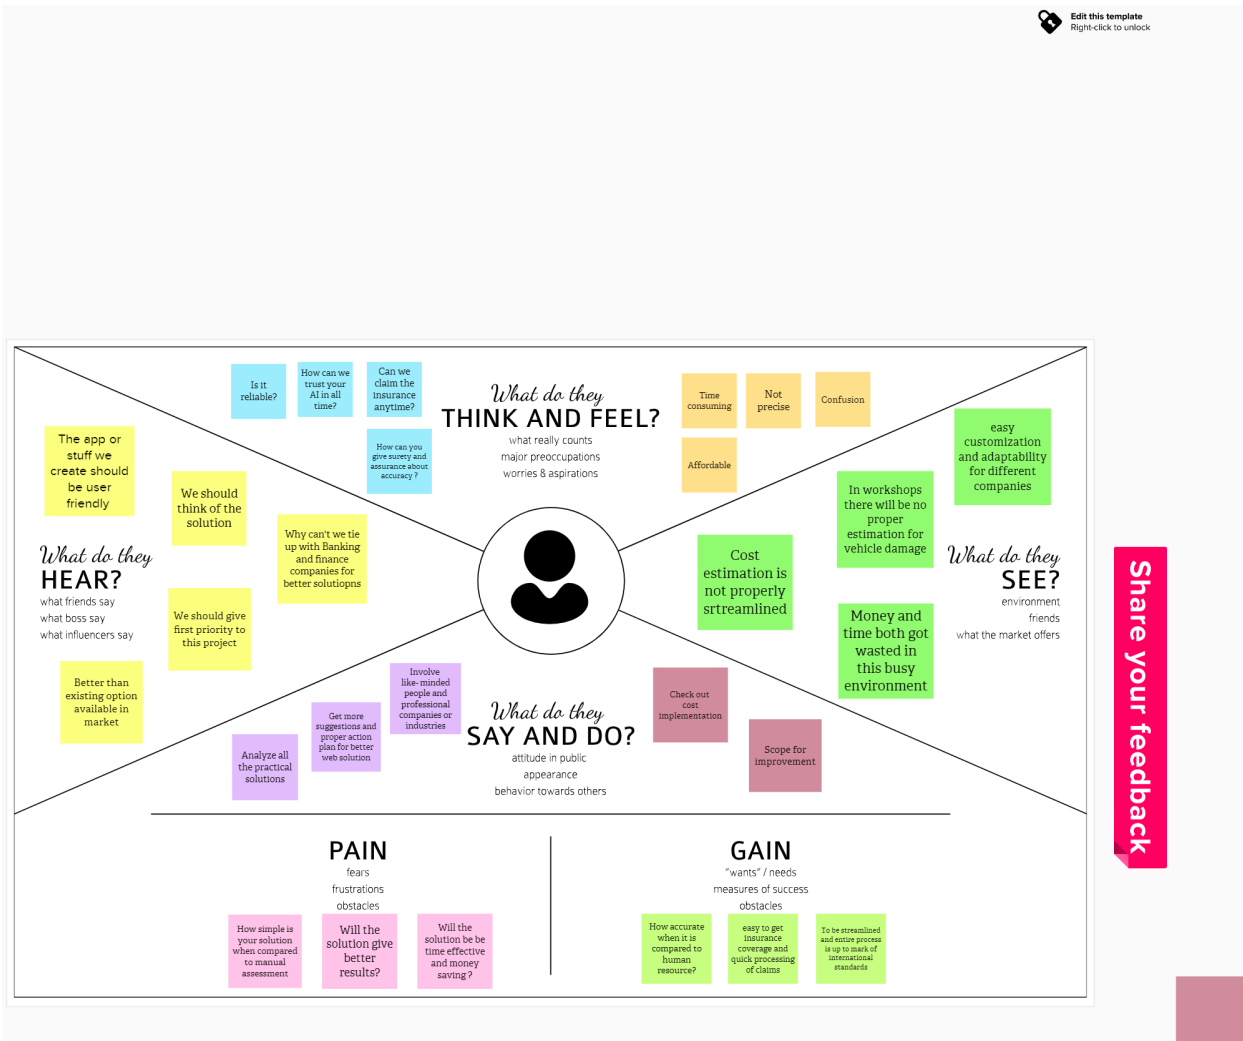 Edit this template
Right-click to unlock
Is it
reliable?
How can we
trust your
AI in all
time?
Can we
claim the
insurance
anytime?
How can you
give surety and
assurance about
accuracy ?
What do they
THINK AND FEEL?
what really counts
major preoccupations
worries & aspirations
Time
consuming
Not
precise
Confusion
Affordable
The app or
stuff we
create should
be user
friendly
We should
think of the
solution
Why can't we tie
up with Banking
and finance
companies for
better solutiopns
What do they
HEAR?
what friends say
what boss say
what influencers say
We should give
first priority to
this project
Better than
existing option
available in
market
easy
customization
and adaptability
for different
companies
In workshops
there will be no
proper
estimation for
vehicle damage
Cost
estimation is
not properly
srtreamlined
What do they
SEE?
environment
friends
what the market offers
Money and
time both got
wasted in
this busy
environment
Share your feedback
Involve
like- minded
people and
professional
companies or
industries
Get more
suggestions and
proper action
plan for better
web solution
Analyze all
the practical
solutions
What do they
SAY AND DO?
attitude in public
appearance
behavior towards others
Check out
cost
implementation
Scope for
improvement
PAIN
fears
frustrations
obstacles
How simple is
your solution
when compared
to manual
assessment
Will the
solution give
better
results?
Will the
solution be be
time effective
and money
saving ?
GAIN
"wants" / needs
measures of success
obstacles
How accurate
when it is
compared to
human
resource?
easy to get
insurance
coverage and
quick processing
of claims
To be streamlined
and entire process
is up to mark of
international
standards